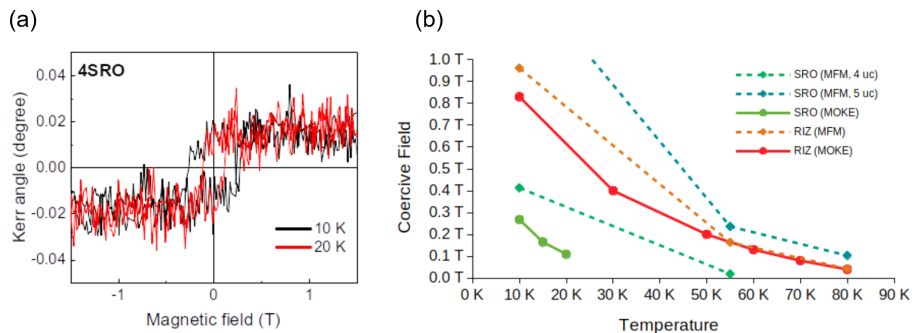 (a)
4SRO
0.04
0.02
0.00
-0.02
-0.04
Kerr angle (degree)
10 K
20 K
-1
0
1
Magnetic field (T)
(b)
1.0 T
0.9 T
0.8 T
0.7 T
0.6 T
0.5 T
0.4 T
0.3 T
0.2 T
0.1 T
0.0 T
Coercive Field
SRO (MFM, 4 uc)
SRO (MFM, 5 uc)
SRO (MOKE)
RIZ (MFM)
RIZ (MOKE)
0 K 10 K 20 K 30 K 40 K 50 K 60 K 70 K 80 K 90 K
Temperature